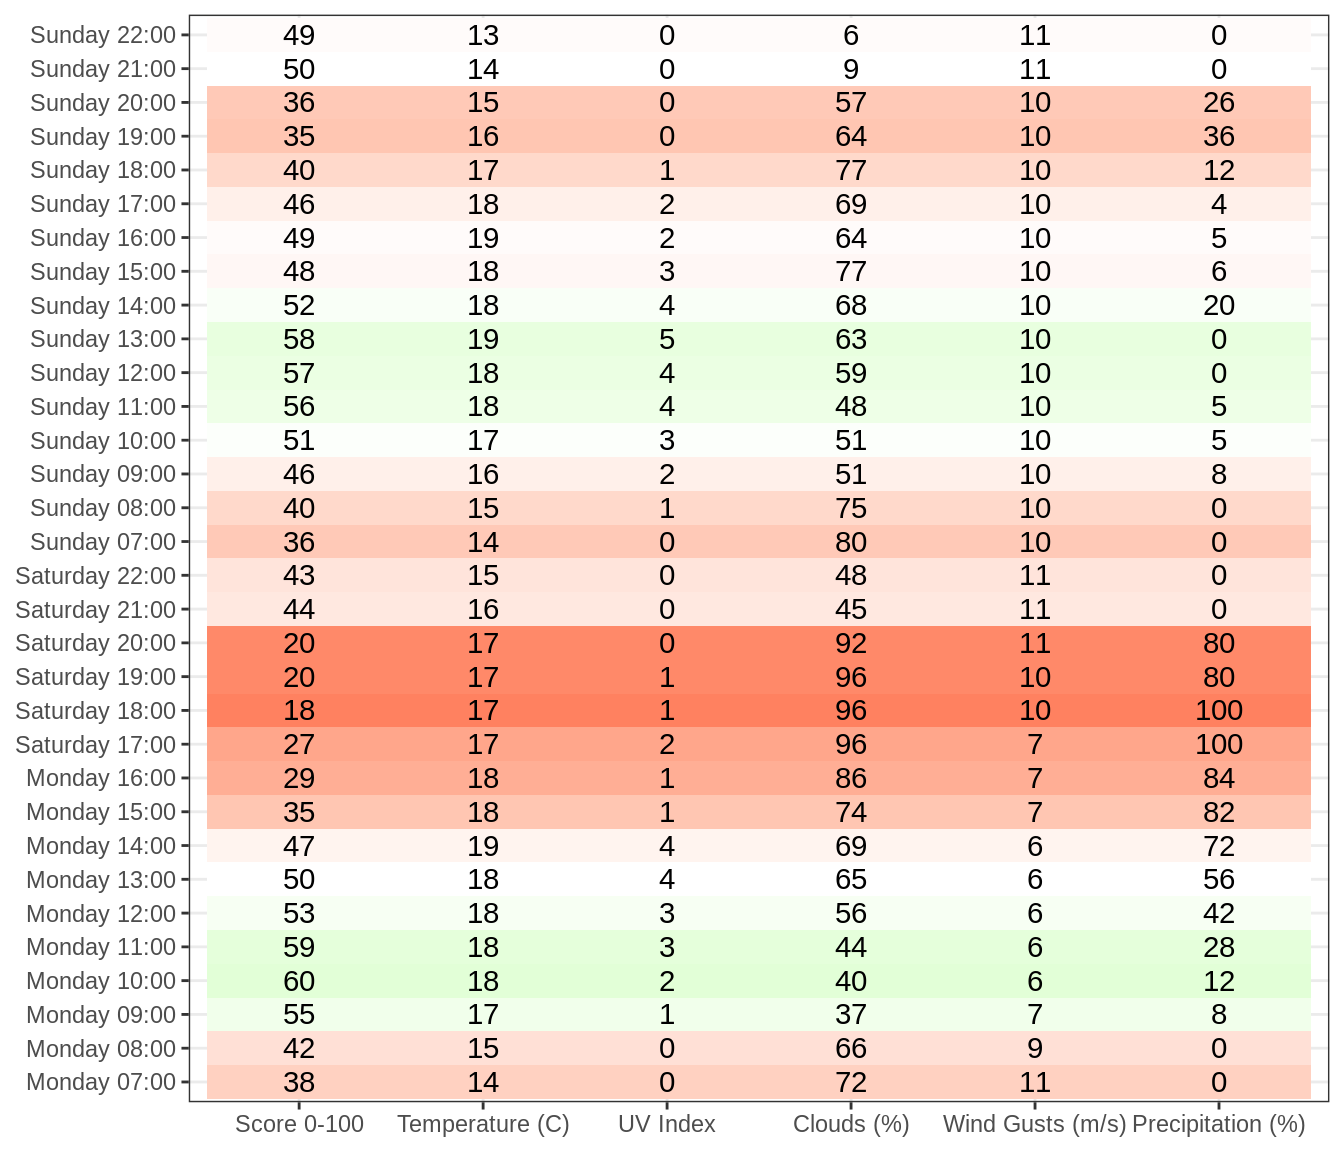 Sunday 22:00 49 13 0 6 11 0
Sunday 21:00 50 14 0 9 11 0
Sunday 20:00 36 15 0 57 10 26
Sunday 19:00 35 16 0 64 10 36
Sunday 18:00 40 17 1 77 10 12
Sunday 17:00 46 18 2 69 10 4
Sunday 16:00 49 19 2 64 10 5
Sunday 15:00 48 18 3 77 10 6
Sunday 14:00 52 18 4 68 10 20
Sunday 13:00 58 19 5 63 10 0
Sunday 12:00 57 18 4 59 10 0
Sunday 11:00 56 18 4 48 10 5
Sunday 10:00 51 17 3 51 10 5
Sunday 09:00 46 16 2 51 10 8
Sunday 08:00 40 15 1 75 10 0
Sunday 07:00 36 14 0 80 10 0
Saturday 22:00 43 15 0 48 11 0
Saturday 21:00 44 16 0 45 11 0
Saturday 20:00 20 17 0 92 11 80
Saturday 19:00 20 17 1 96 10 80
Saturday 18:00 18 17 1 96 10 100
Saturday 17:00 27 17 2 96 7 100
Monday 16:00 29 18 1 86 7 84
Monday 15:00 35 18 1 74 7 82
Monday 14:00 47 19 4 69 6 72
Monday 13:00 50 18 4 65 6 56
Monday 12:00 53 18 3 56 6 42
Monday 11:00 59 18 3 44 6 28
Monday 10:00 60 18 2 40 6 12
Monday 09:00 55 17 1 37 7 8
Monday 08:00 42 15 0 66 9 0
Monday 07:00 38 14 0 72 11 0
Score 0-100 Temperature (C) UV Index Clouds (%) Wind Gusts (m/s) Precipitation (%)